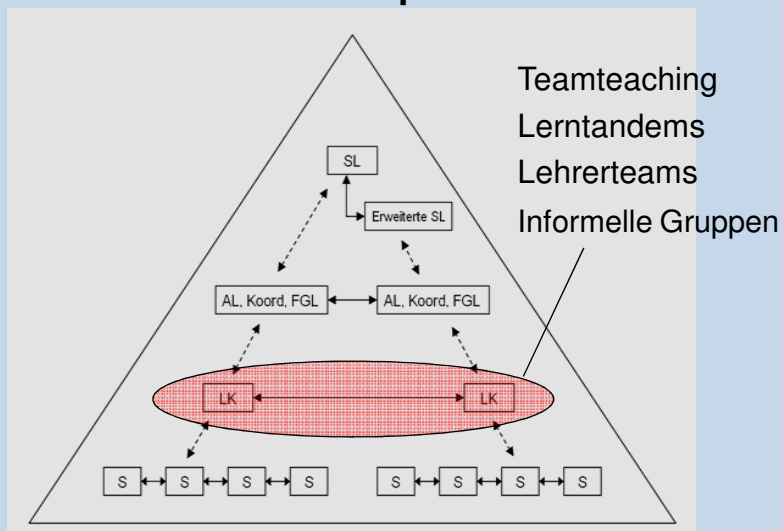 Teamteaching
Lerntandems
Lehrerteams
Informelle Gruppen
SL
Erweiterte SL
AL, Koord, FGL AL, Koord, FGL
LK LK
S S S S S S S S